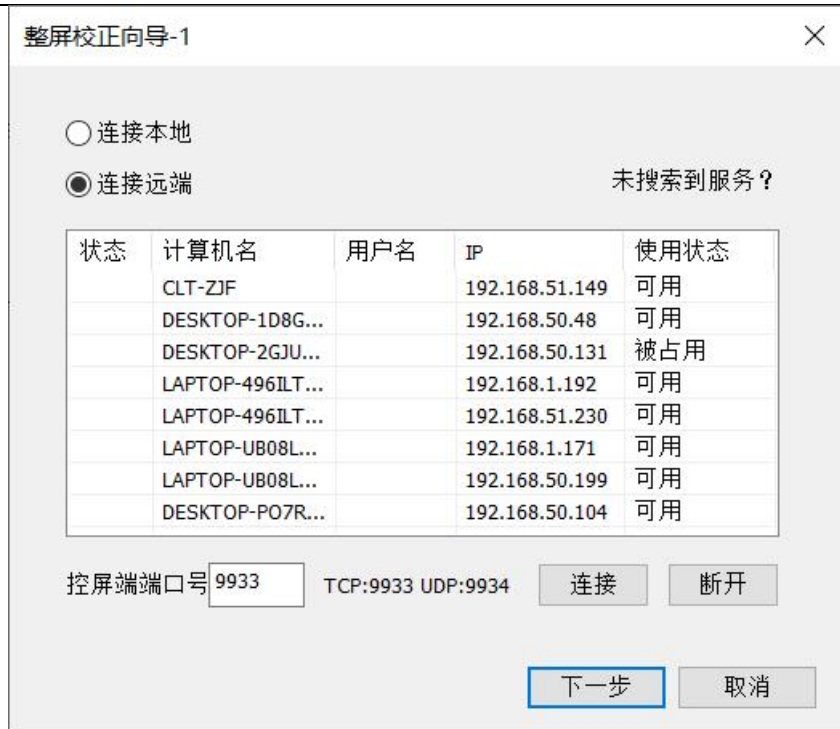 整屏校正向导-1
连接本地
连接远端
未搜索到服务?
状态 计算机名 用户名 IP 使用状态
CLT-ZJF 192.168.51.149 可用
DESKTOP-1D8G... 192.168.50.48 可用
DESKTOP-2GJU... 192.168.50.131 被占用
LAPTOP-496ILT... 192.168.1.192 可用
LAPTOP-496ILT... 192.168.51.230 可用
LAPTOP-UB08L... 192.168.1.171 可用
LAPTOP-UB08L... 192.168.50.199 可用
DESKTOP-PO7R... 192.168.50.104 可用
控屏端端口号 9933 TCP:9933 UDP:9934 连接 断开
下一步 取消